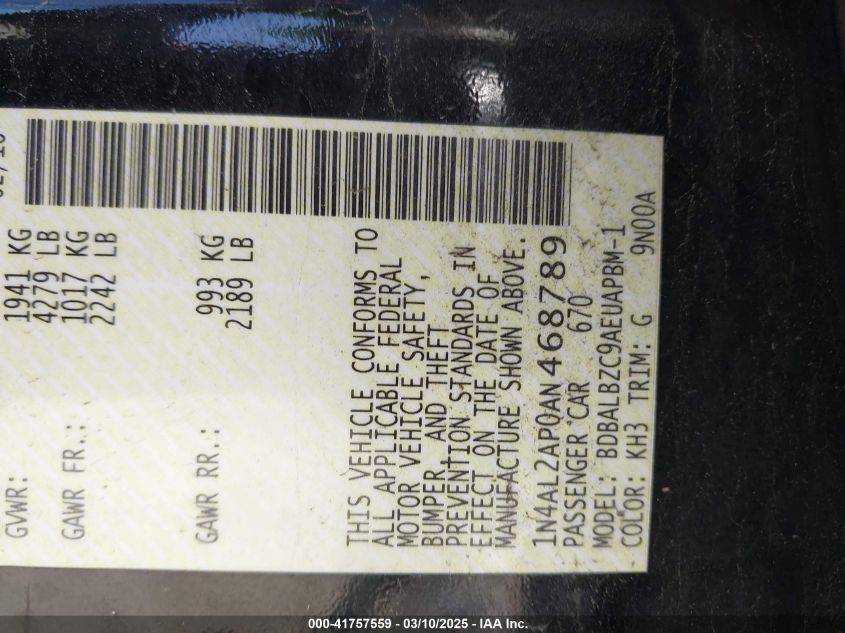 GVWR: 1941 KG
4279 LB
GAWR FR.: 1017 KG
2242 LB
GAWR RR.: 993 KG
2189 LB
THIS VEHICLE CONFORMS TO
ALL APPLICABLE FEDERAL
MOTOR VEHICLE SAFETY,
BUMPER, AND THEFT
PREVENTION STANDARDS IN
EFFECT ON THE DATE OF
MANUFACTURE SHOWN ABOVE.
1N4AL2AP0AN468789
PASSENGER CAR 670
MODEL: BDBALBZC9AEUAPBM-1
COLOR: KH3 TRIM: G 9N00A
000-41757559 — 03/10/2025 — IAA Inc.